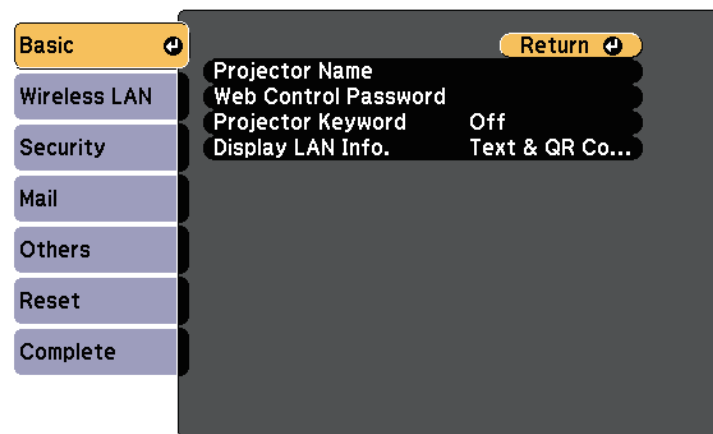 Basic
Wireless LAN
Security
Mail
Others
Reset
Complete
Return
Projector Name
Web Control Password
Projector Keyword Off
Display LAN Info. Text & QR Co...